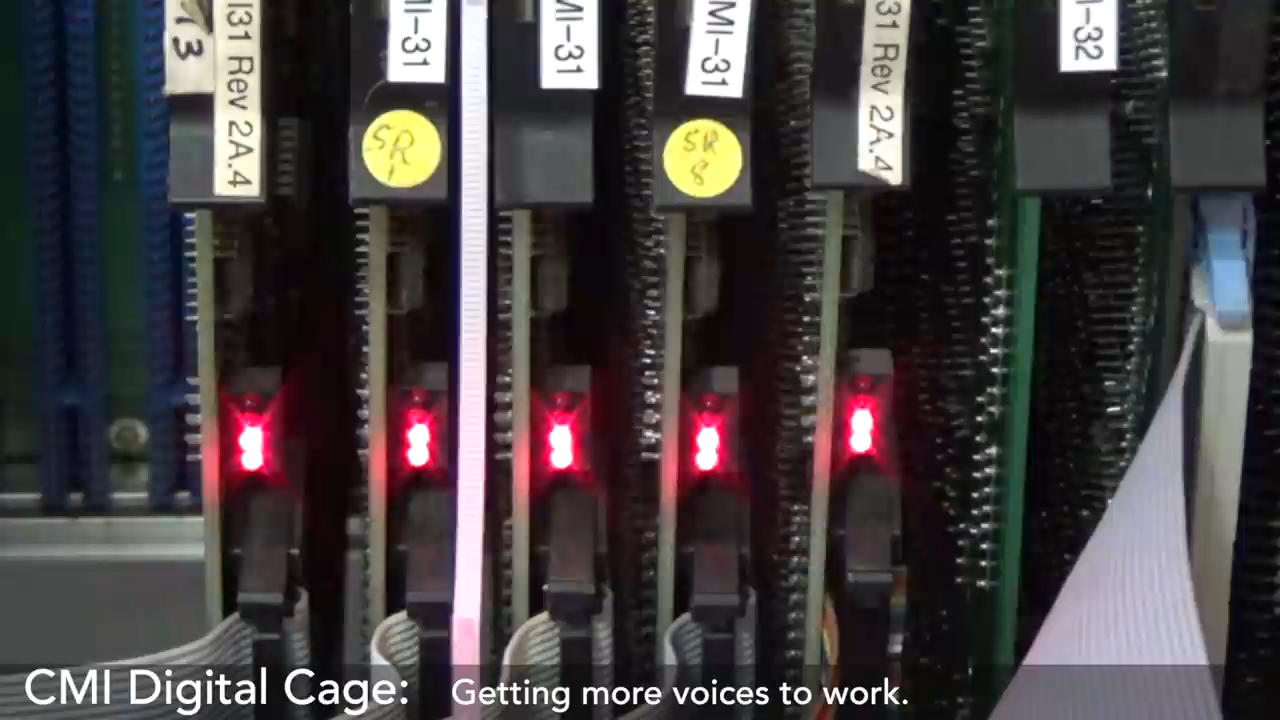 13
I31 Rev 2A.4
MI-31
SR
1
MI-31
MI-31
SR
8
31 Rev 2A.4
I-32
CMI Digital Cage: Getting more voices to work.